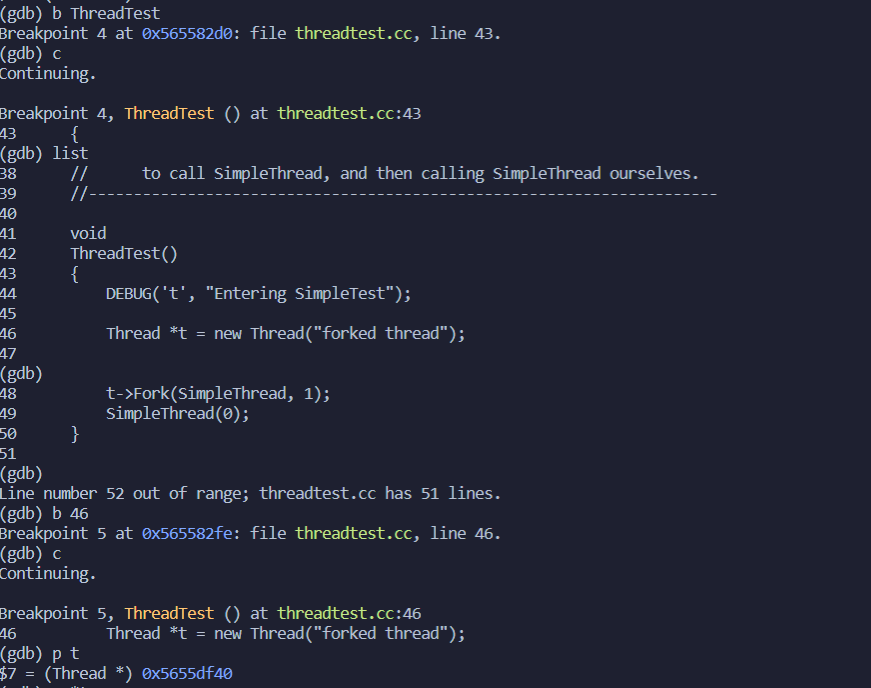 (gdb) b ThreadTest
Breakpoint 4 at 0x565582d0: file threadtest.cc, line 43.
(gdb) c
Continuing.
Breakpoint 4, ThreadTest () at threadtest.cc:43
43 {
(gdb) list
38 // to call SimpleThread, and then calling SimpleThread ourselves.
39 //----------------------------------------------------------------------
40
41 void
42 ThreadTest()
43 {
44 DEBUG('t', "Entering SimpleTest");
45
46 Thread *t = new Thread("forked thread");
47
(gdb)
48 t->Fork(SimpleThread, 1);
49 SimpleThread(0);
50 }
51
(gdb)
Line number 52 out of range; threadtest.cc has 51 lines.
(gdb) b 46
Breakpoint 5 at 0x565582fe: file threadtest.cc, line 46.
(gdb) c
Continuing.
Breakpoint 5, ThreadTest () at threadtest.cc:46
46 Thread *t = new Thread("forked thread");
(gdb) p t
$7 = (Thread *) 0x5655df40